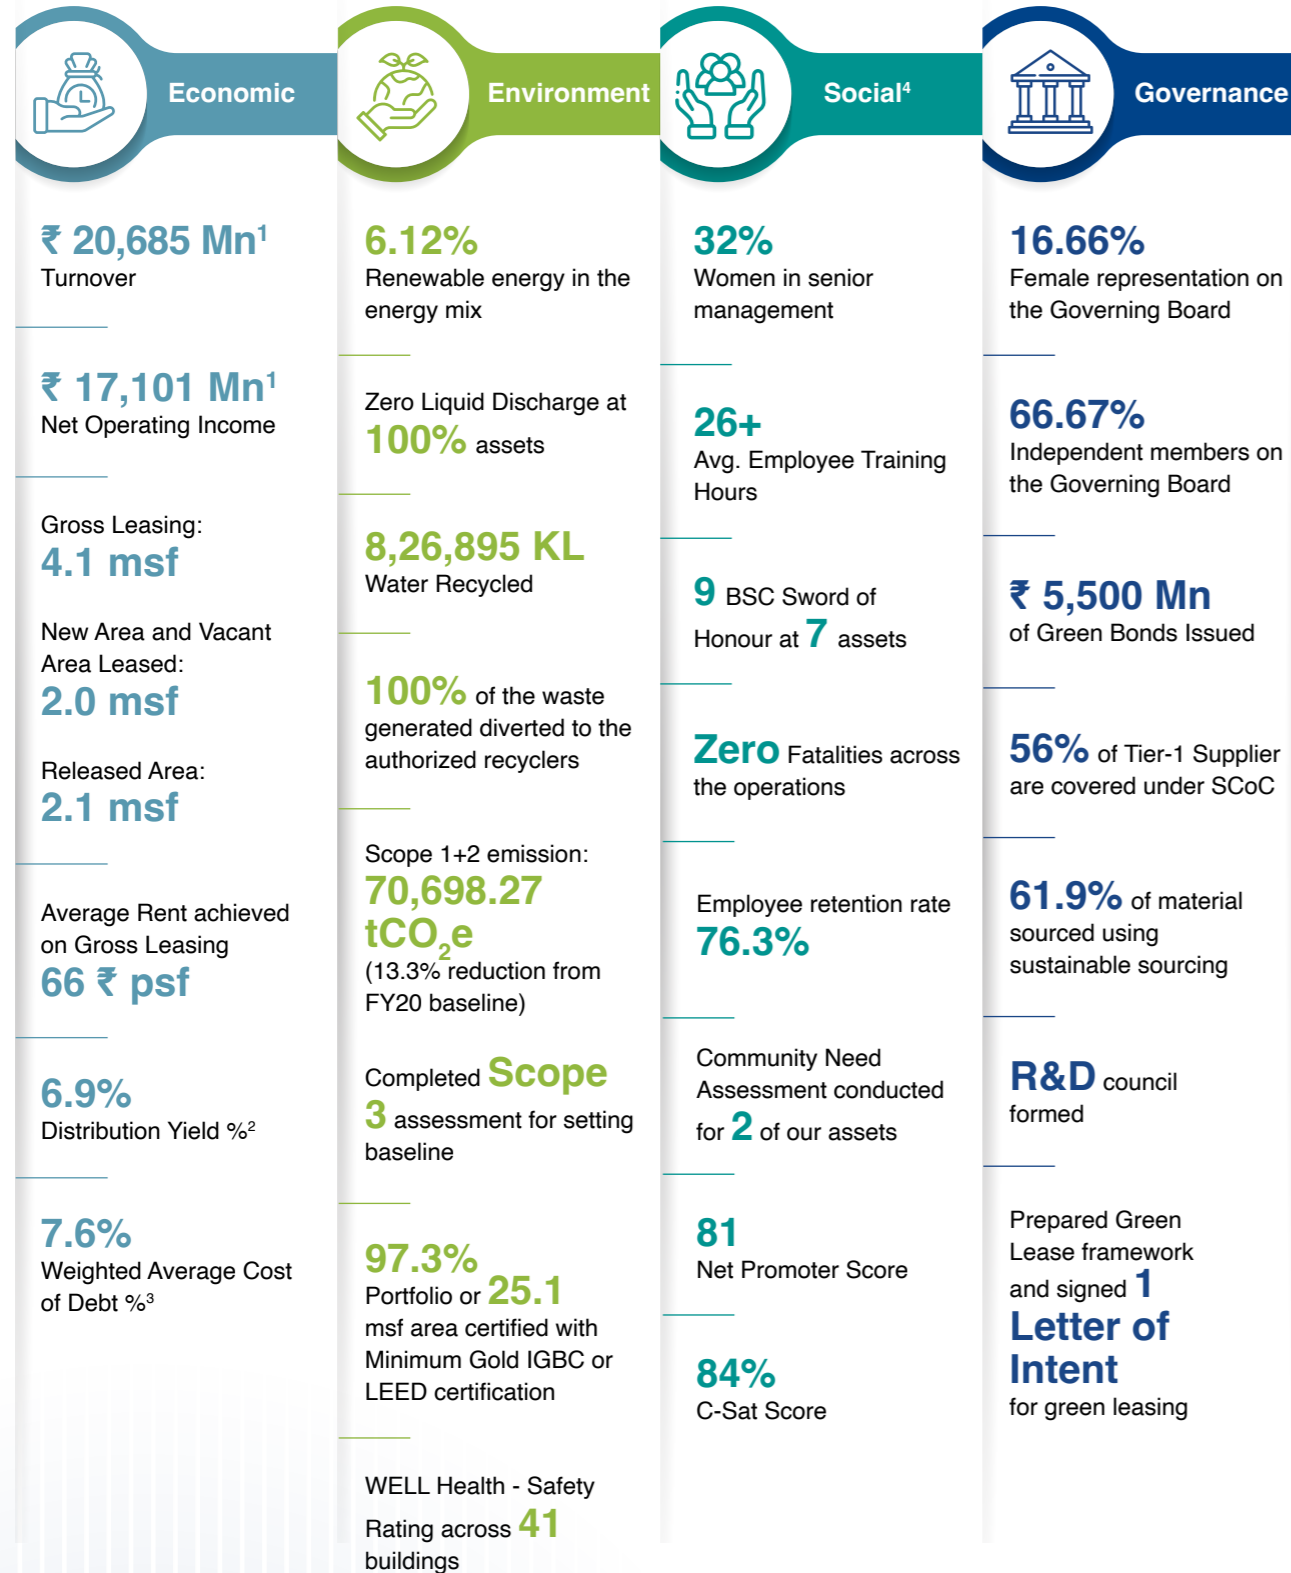 Economic
₹ 20,685 Mn¹
Turnover
₹ 17,101 Mn¹
Net Operating Income
Gross Leasing:
4.1 msf
New Area and Vacant
Area Leased:
2.0 msf
Released Area:
2.1 msf
Average Rent achieved
on Gross Leasing
66 ₹ psf
6.9%
Distribution Yield %²
7.6%
Weighted Average Cost
of Debt %³
Environment
6.12%
Renewable energy in the
energy mix
Zero Liquid Discharge at
100% assets
8,26,895 KL
Water Recycled
100% of the waste
generated diverted to the
authorized recyclers
Scope 1+2 emission:
70,698.27
tCO₂e
(13.3% reduction from
FY20 baseline)
Completed Scope
3 assessment for setting
baseline
97.3%
Portfolio or 25.1
msf area certified with
Minimum Gold IGBC or
LEED certification
WELL Health - Safety
Rating across 41
buildings
Social⁴
32%
Women in senior
management
26+
Avg. Employee Training
Hours
9 BSC Sword of
Honour at 7 assets
Zero Fatalities across
the operations
Employee retention rate
76.3%
Community Need
Assessment conducted
for 2 of our assets
81
Net Promoter Score
84%
C-Sat Score
Governance
16.66%
Female representation on
the Governing Board
66.67%
Independent members on
the Governing Board
₹ 5,500 Mn
of Green Bonds Issued
56% of Tier-1 Supplier
are covered under SCoC
61.9% of material
sourced using
sustainable sourcing
R&D council
formed
Prepared Green
Lease framework
and signed 1
Letter of
Intent
for green leasing